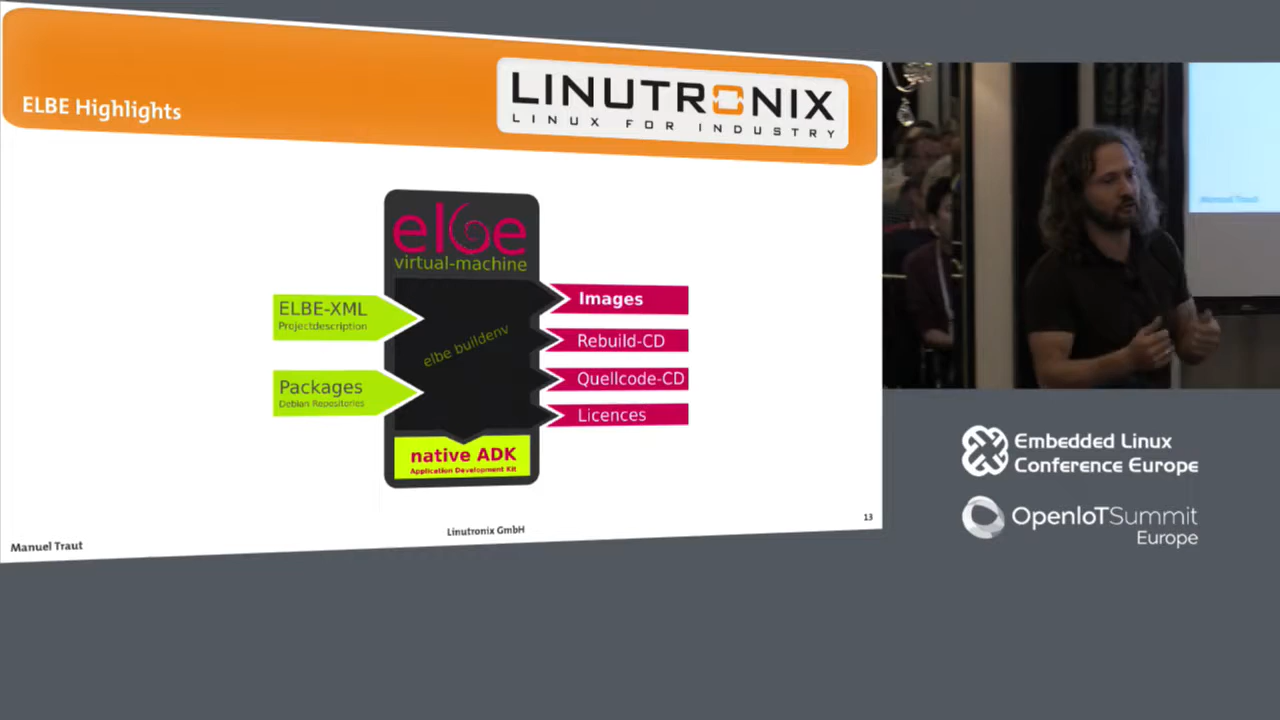 ELBE Highlights
LINUTRONIX
LINUX FOR INDUSTRY
elbe
virtual-machine
ELBE-XML
Projectdescription
Packages
Debian Repositories
elbe buildenv
Images
Rebuild-CD
Quellcode-CD
Licences
native ADK
Application Development Kit
Manuel Traut
Linutronix GmbH
13
Manuel Traut
Embedded Linux
Conference Europe
OpenIoTSummit
Europe